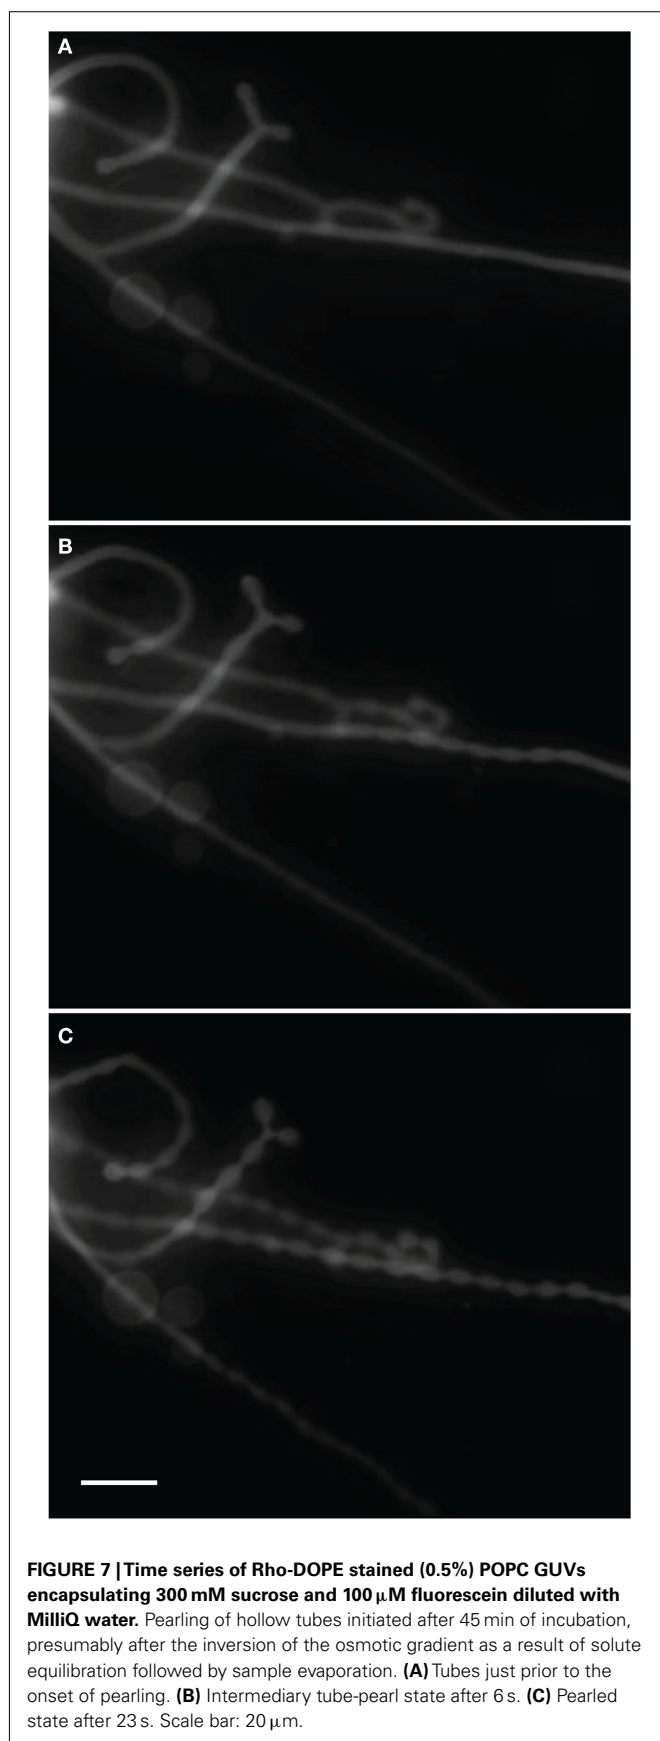 A
B
C
FIGURE 7 | Time series of Rho-DOPE stained (0.5%) POPC GUVs
encapsulating 300 mM sucrose and 100 μM fluorescein diluted with
MilliQ water. Pearling of hollow tubes initiated after 45 min of incubation,
presumably after the inversion of the osmotic gradient as a result of solute
equilibration followed by sample evaporation. (A) Tubes just prior to the
onset of pearling. (B) Intermediary tube-pearl state after 6 s. (C) Pearled
state after 23 s. Scale bar: 20 μm.